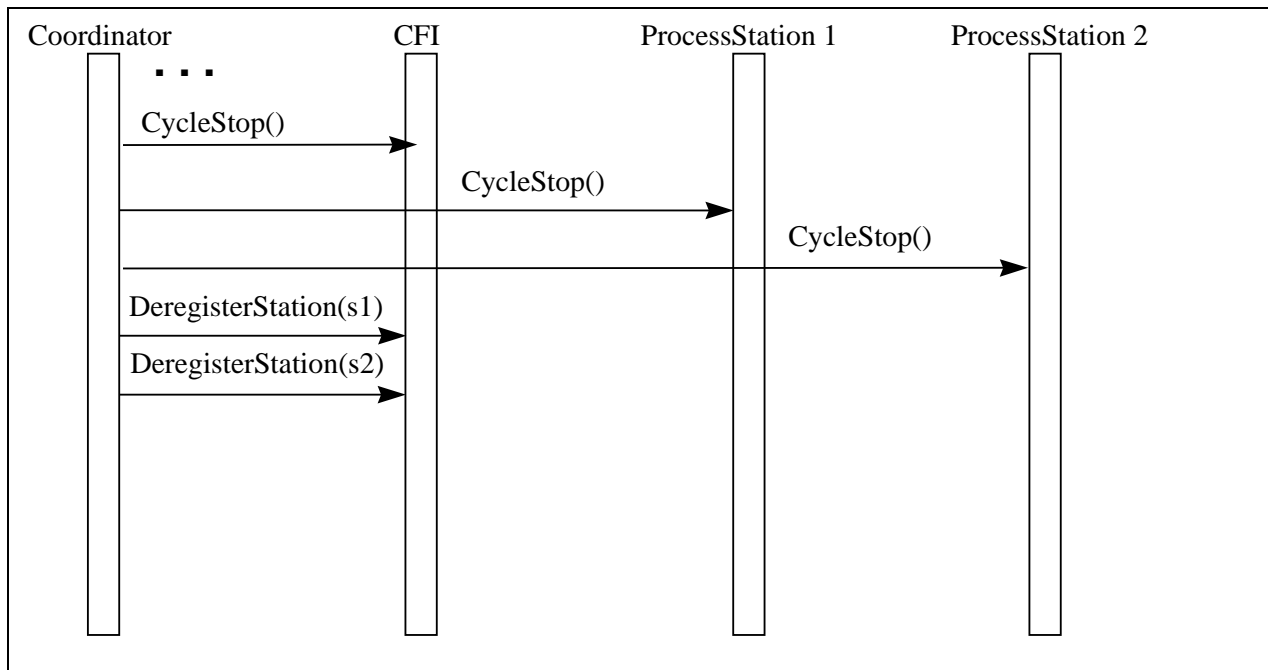 Coordinator CFI ProcessStation 1 ProcessStation 2
. . .
CycleStop()
CycleStop()
CycleStop()
DeregisterStation(s1)
DeregisterStation(s2)